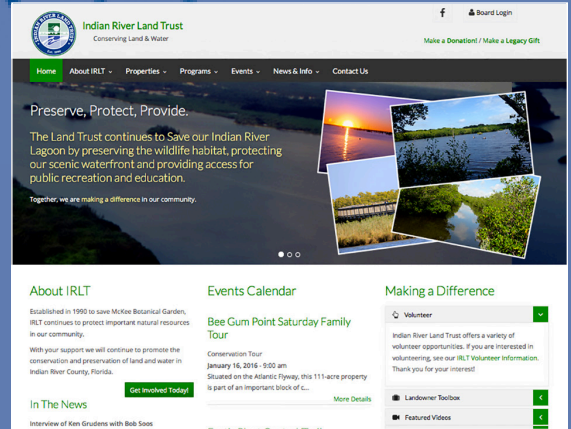 Board Login
Indian River Land Trust
Conserving Land & Water
Make a Donation! / Make a Legacy Gift
Home About IRLT Properties Programs Events News & Info Contact Us
Preserve, Protect, Provide.
The Land Trust continues to Save our Indian River
Lagoon by preserving the wildlife habitat, protecting
our scenic waterfront and providing access for
public recreation and education.
Together, we are making a difference in our community.
About IRLT
Established in 1990 to save McKee Botanical Garden,
IRLT continues to protect important natural resources
in our community.
With your support we will continue to promote the
conservation and preservation of land and water in
Indian River County, Florida.
Get Involved Today!
In The News
Interview of Ken Grudens with Bob Soos
Events Calendar
Bee Gum Point Saturday Family
Tour
Conservation Tour
January 16, 2016 - 9:00 am
Situated on the Atlantic Flyway, this 111-acre property
is part of an important block of c...
More Details
Making a Difference
Volunteer
Indian River Land Trust offers a variety of
volunteer opportunities. If you are interested in
volunteering, see our IRLT Volunteer Information.
Thank you for your interest!
Landowner Toolbox
Featured Videos